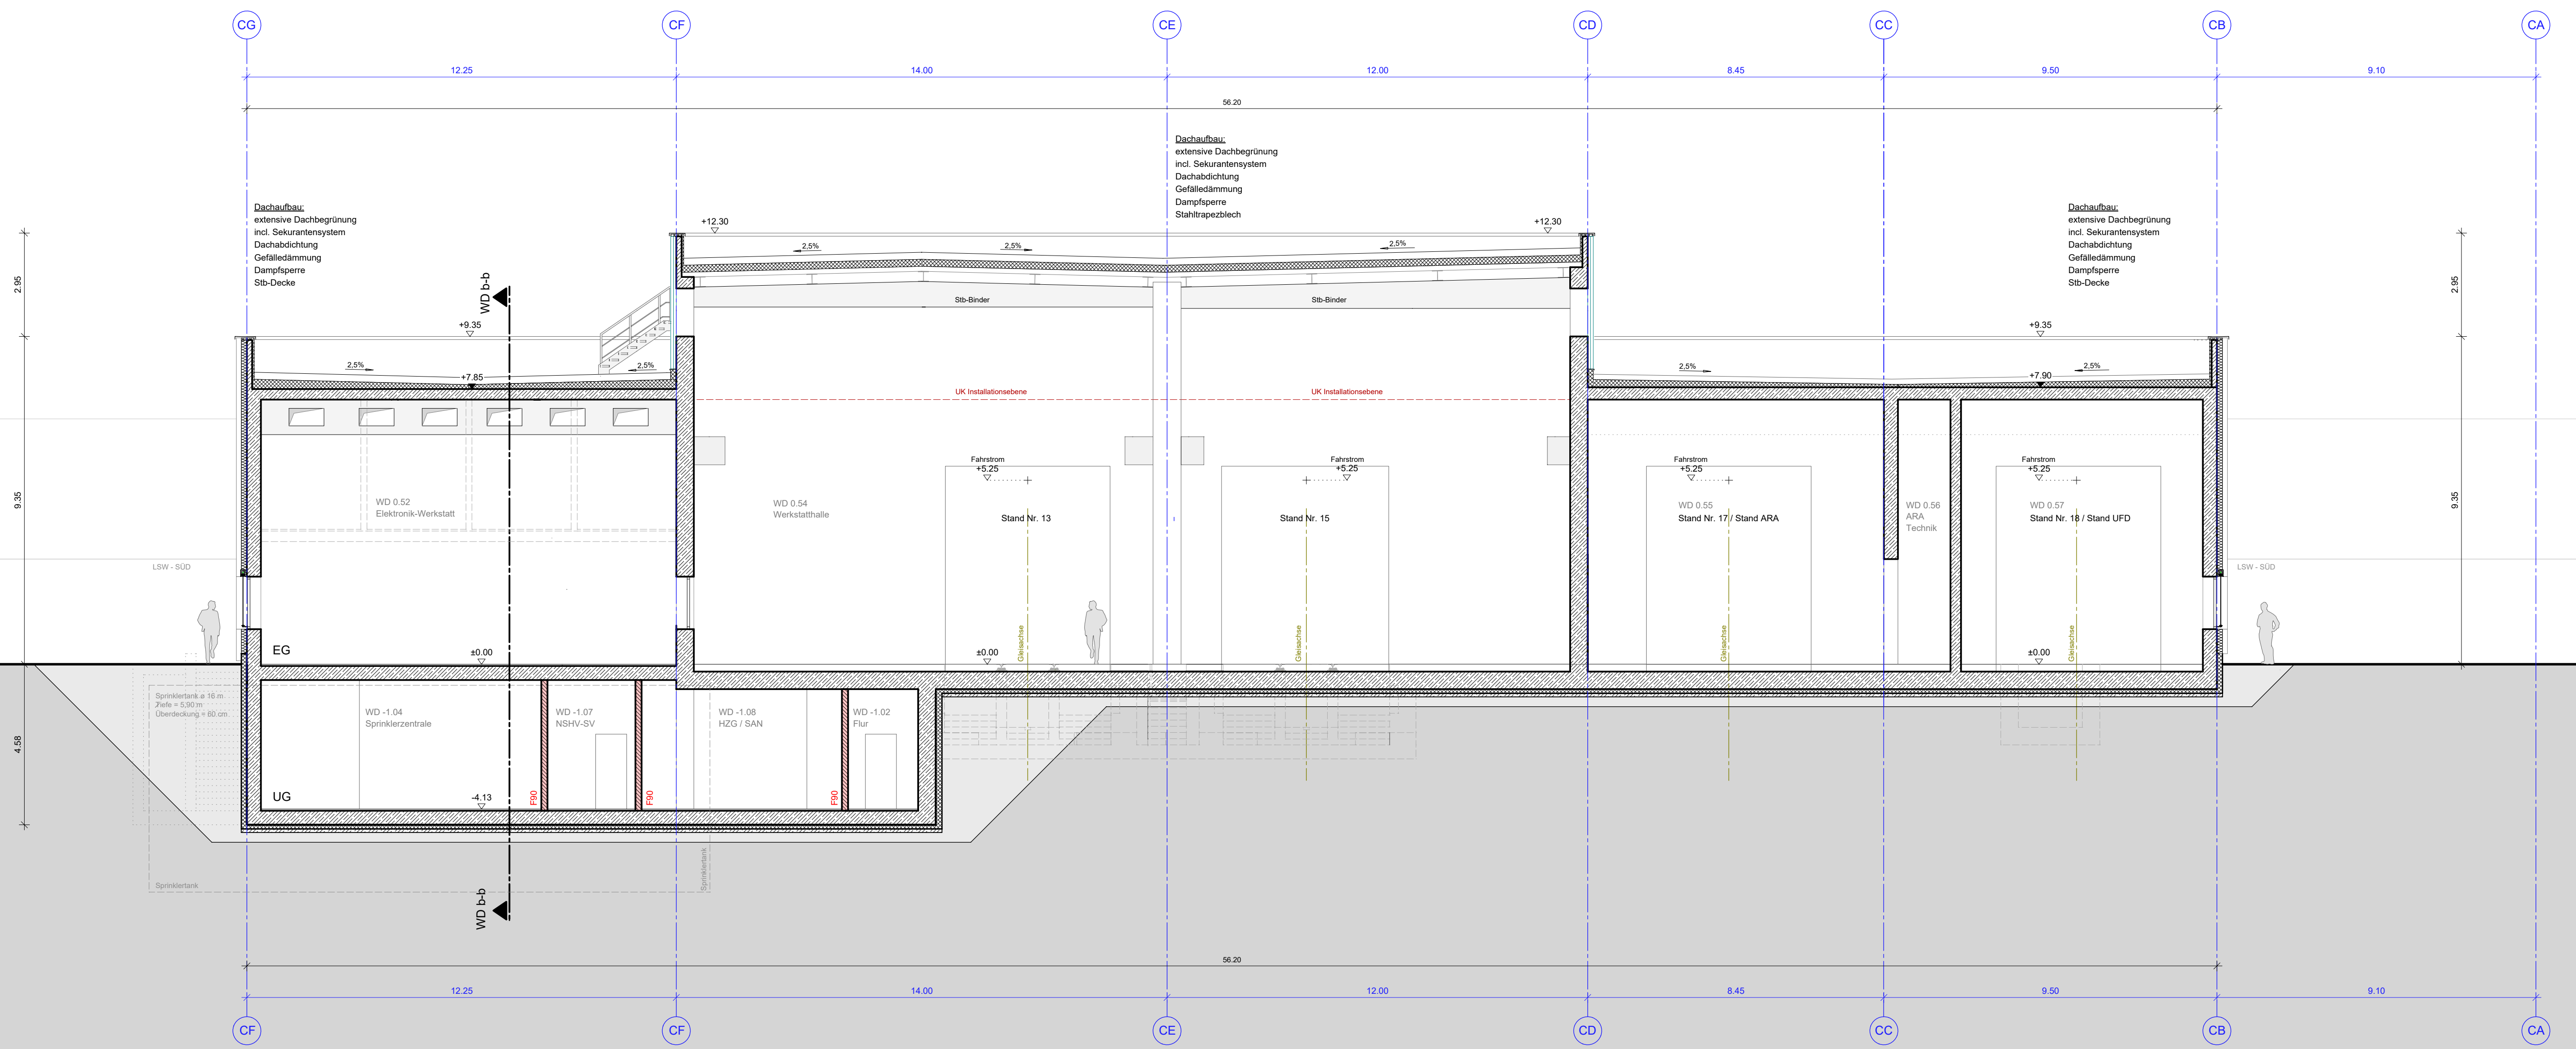 CG CF CE CD CC CB CA
12.25 14.00 12.00 8.45 9.50 9.10
56.20
Dachaufbau:
extensive Dachbegrünung
incl. Sekurantensystem
Dachabdichtung
Gefälledämmung
Dampfsperre
Stahltrapezblech
Dachaufbau:
extensive Dachbegrünung
incl. Sekurantensystem
Dachabdichtung
Gefälledämmung
Dampfsperre
Stb-Decke
Dachaufbau:
extensive Dachbegrünung
incl. Sekurantensystem
Dachabdichtung
Gefälledämmung
Dampfsperre
Stb-Decke
+12.30 +12.30
2,5% 2,5% 2,5%
2.95 2.95
WD b-b
Stb-Binder Stb-Binder
+9.35 +9.35
2,5% 2,5% 2,5% 2,5%
+7.85 +7.90
UK Installationsebene UK Installationsebene
Fahrstrom Fahrstrom Fahrstrom Fahrstrom
+5.25 +5.25 +5.25 +5.25
9.35 9.35
WD 0.52
Elektronik-Werkstatt
WD 0.54
Werkstatthalle
Stand Nr. 13
Stand Nr. 15
WD 0.55
Stand Nr. 17 / Stand ARA
WD 0.56
ARA
Technik
WD 0.57
Stand Nr. 18 / Stand UFD
LSW - SÜD LSW - SÜD
Gleisachse Gleisachse Gleisachse Gleisachse
EG
±0.00 ±0.00 ±0.00
Sprinklertank ø 16 m
Tiefe = 5,90 m
Überdeckung + 60 cm
4.58
WD -1.04
Sprinklerzentrale
WD -1.07
NSHV-SV
WD -1.08
HZG / SAN
WD -1.02
Flur
UG
-4.13
F90 F90 F90
Sprinklertank
Sprinklertank
WD b-b
56.20
12.25 14.00 12.00 8.45 9.50 9.10
CF CF CE CD CC CB CA